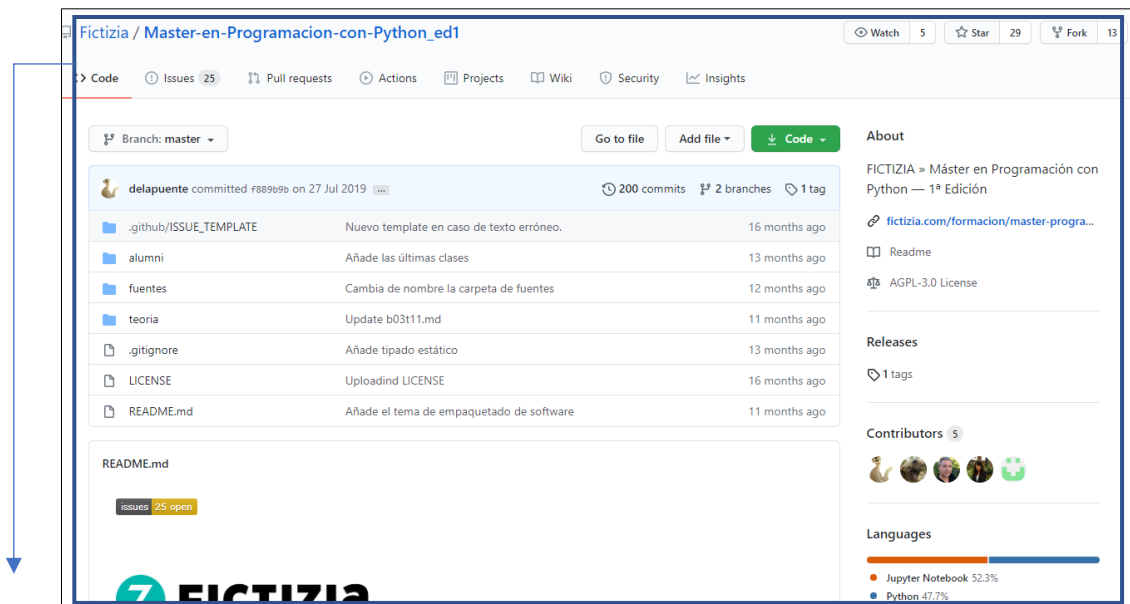 Fictizia / Master-en-Programacion-con-Python_ed1
Watch 5 Star 29 Fork 13
Code Issues 25 Pull requests Actions Projects Wiki Security Insights
Branch: master Go to file Add file Code
delapuente committed f889b9b on 27 Jul 2019 ... 200 commits 2 branches 1 tag
.github/ISSUE_TEMPLATE Nuevo template en caso de texto erróneo. 16 months ago
alumni Añade las últimas clases 13 months ago
fuentes Cambia de nombre la carpeta de fuentes 12 months ago
teoria Update b03t11.md 11 months ago
.gitignore Añade tipado estático 13 months ago
LICENSE Uploadind LICENSE 16 months ago
README.md Añade el tema de empaquetado de software 11 months ago
README.md
issues 25 open
FICTIZIA
About
FICTIZIA » Máster en Programación con
Python — 1ª Edición
fictizia.com/formacion/master-progra...
Readme
AGPL-3.0 License
Releases
1 tags
Contributors 5
Languages
Jupyter Notebook 52.3%
Python 47.7%